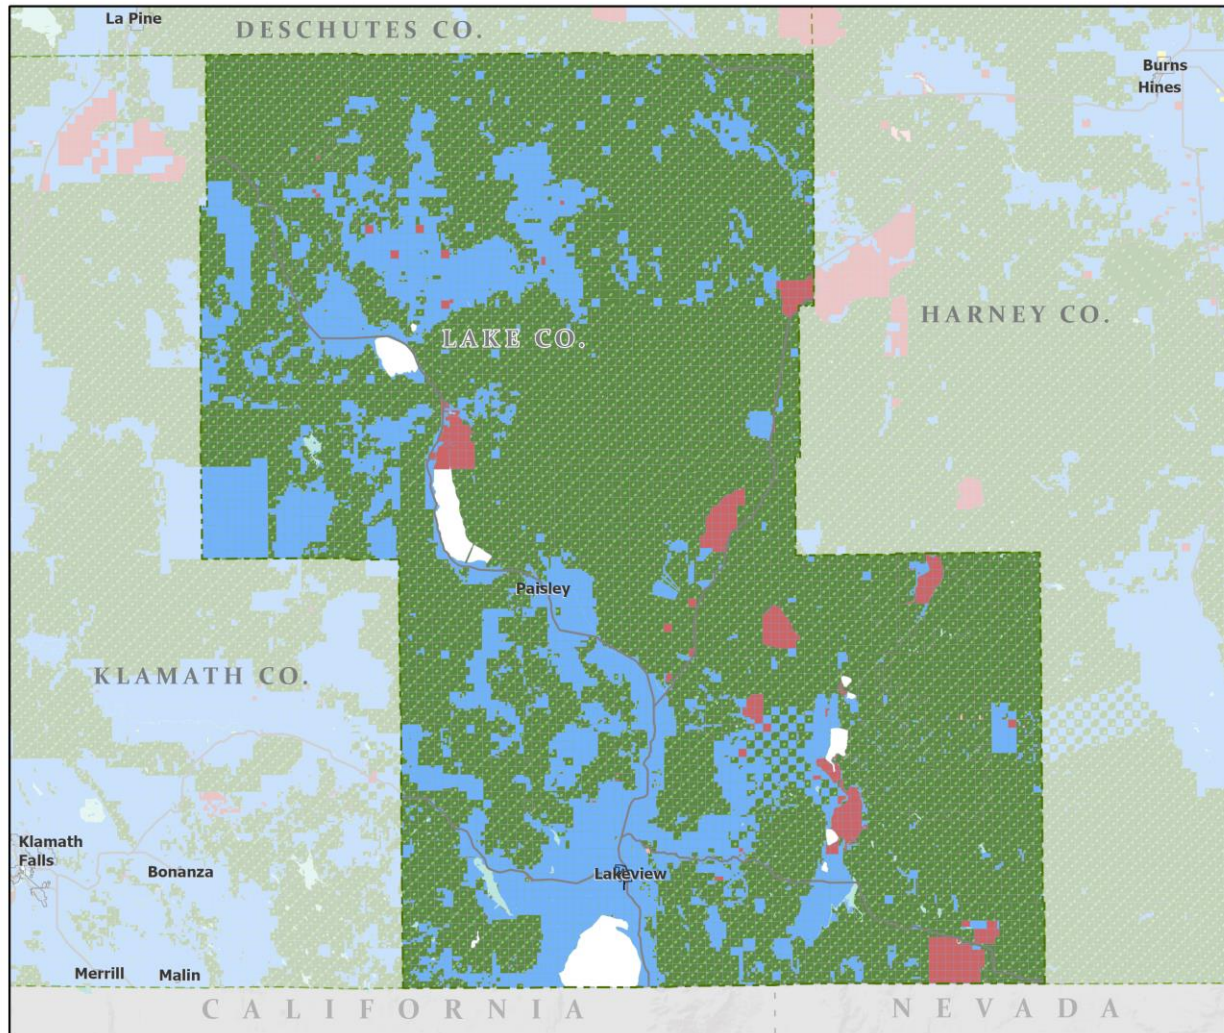 La Pine
DESCHUTES CO.
Burns
Hines
HARNEY CO.
LAKE CO.
Paisley
KLAMATH CO.
Klamath
Falls
Bonanza
Lakeview
Merrill
Malin
CALIFORNIA
NEVADA